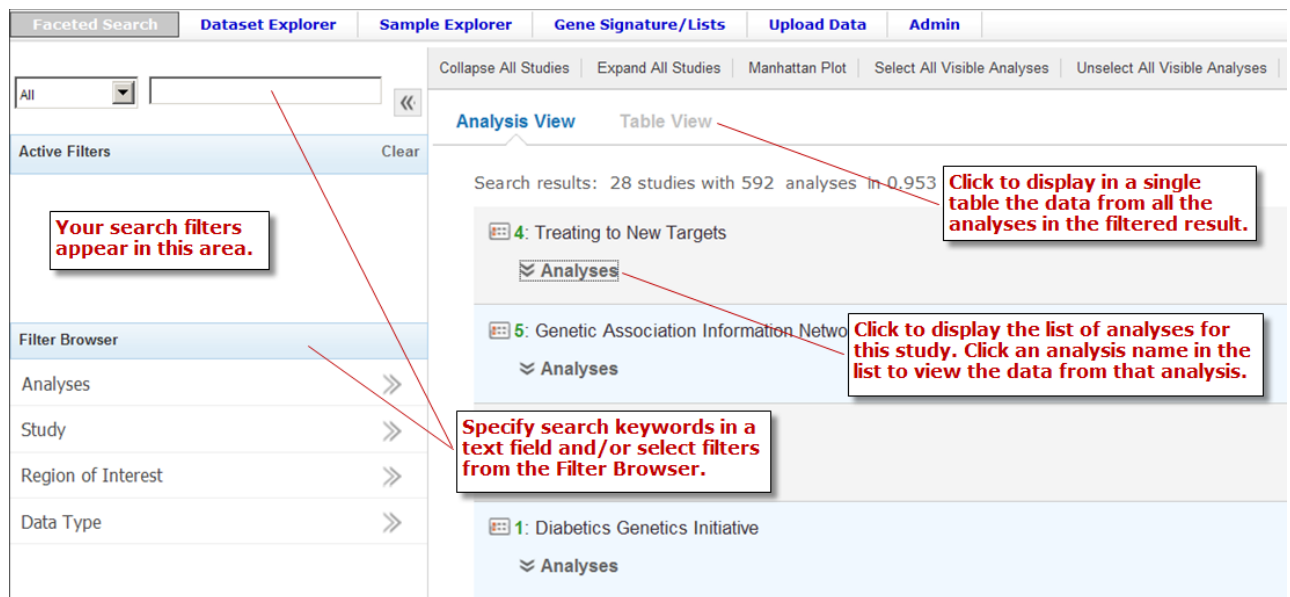 Faceted Search Dataset Explorer Sample Explorer Gene Signature/Lists Upload Data Admin
Collapse All Studies Expand All Studies Manhattan Plot Select All Visible Analyses Unselect All Visible Analyses
All
Analysis View Table View
Active Filters Clear
Search results: 28 studies with 592 analyses in 0.953
Click to display in a single
table the data from all the
analyses in the filtered result.
Your search filters
appear in this area.
4: Treating to New Targets
Analyses
Filter Browser
5: Genetic Association Information
Click to display the list of analyses for
this study. Click an analysis name in the
list to view the data from that analysis.
Analyses
Analyses
Study
Region of Interest
Data Type
Specify search keywords in a
text field and/or select filters
from the Filter Browser.
1: Diabetics Genetics Initiative
Analyses